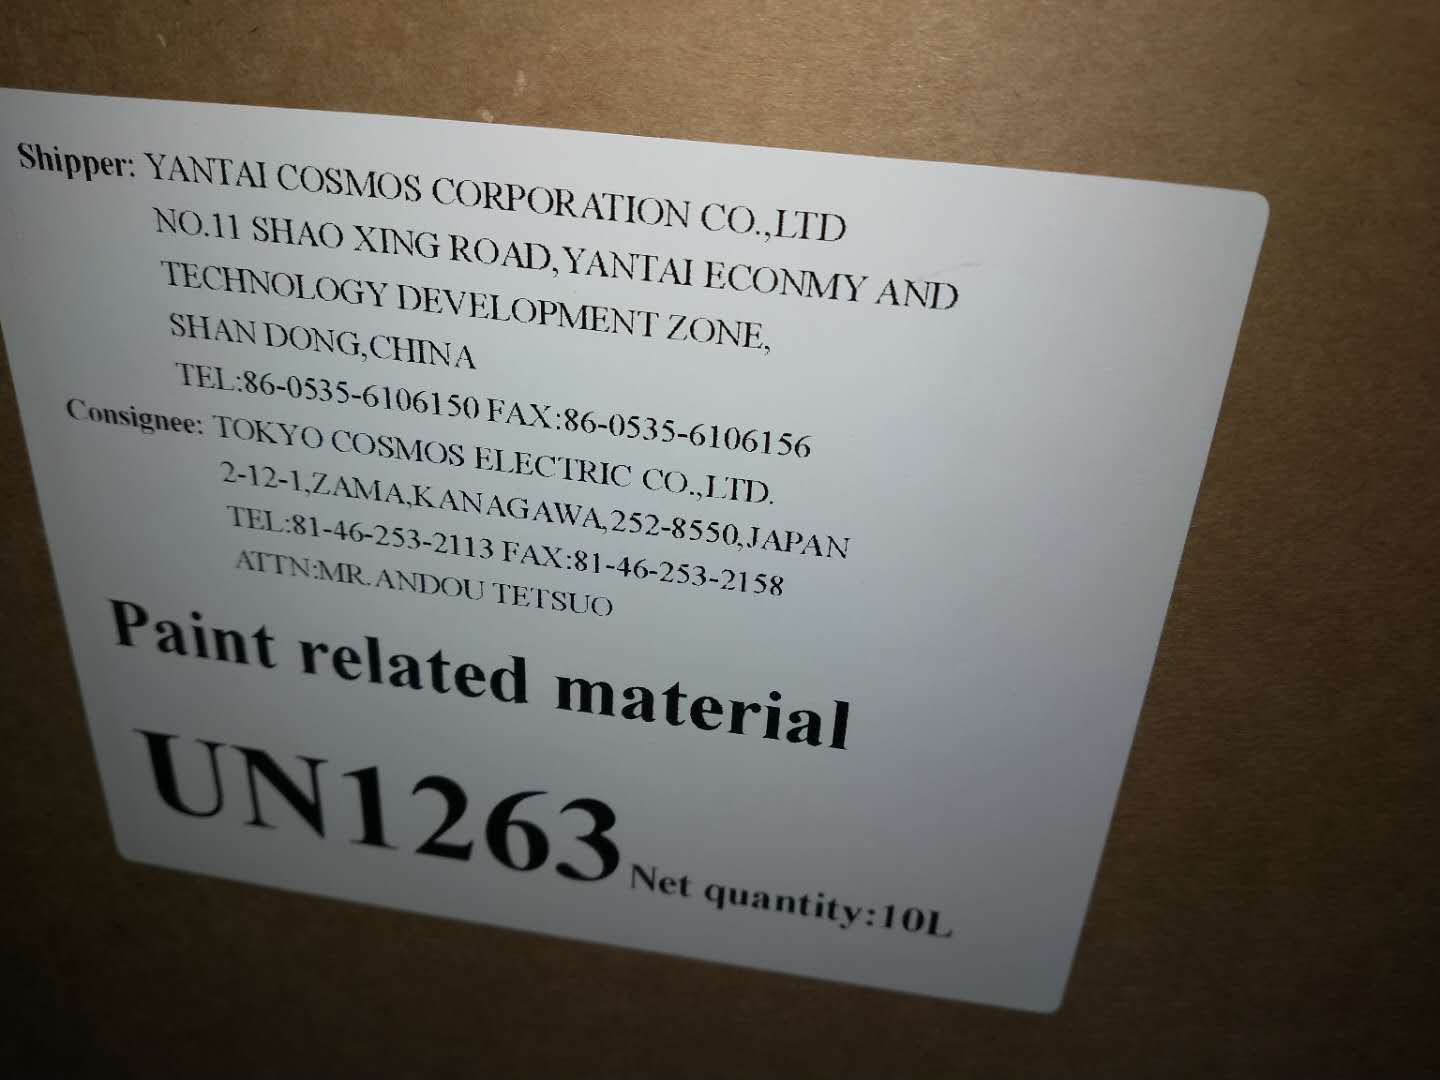 Shipper: YANTAI COSMOS CORPORATION CO.,LTD
NO.11 SHAO XING ROAD,YANTAI ECONMY AND
TECHNOLOGY DEVELOPMENT ZONE,
SHAN DONG,CHINA
TEL:86-0535-6106150 FAX:86-0535-6106156
Consignee: TOKYO COSMOS ELECTRIC CO.,LTD.
2-12-1,ZAMA,KANAGAWA,252-8550,JAPAN
TEL:81-46-253-2113 FAX:81-46-253-2158
ATTN:MR.ANDOU TETSUO
Paint related material
UN1263 Net quantity:10L